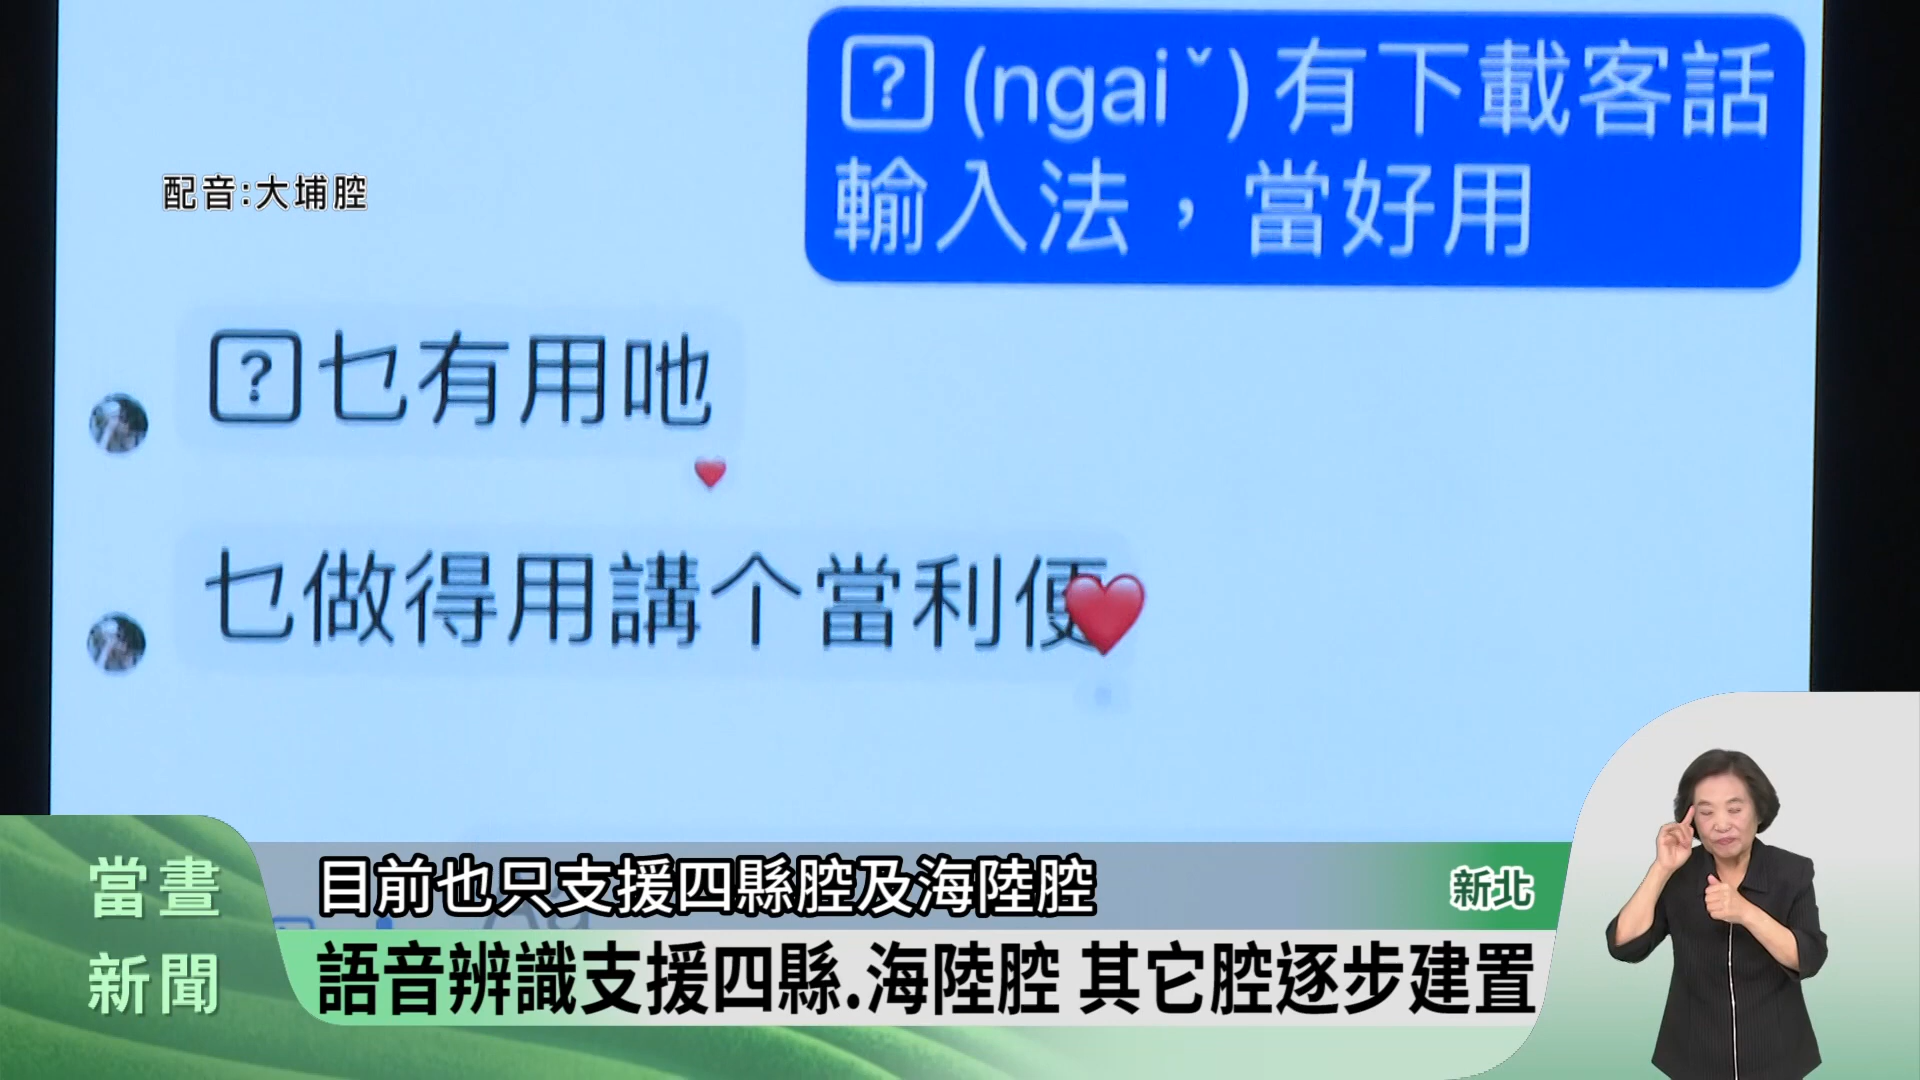 ⍰(ngaiˇ)有下載客話
輸入法，當好用
配音:大埔腔
⍰乜有用吔
乜做得用講个當利便
目前也只支援四縣腔及海陸腔
新北
語音辨識支援四縣.海陸腔 其它腔逐步建置
當晝
新聞